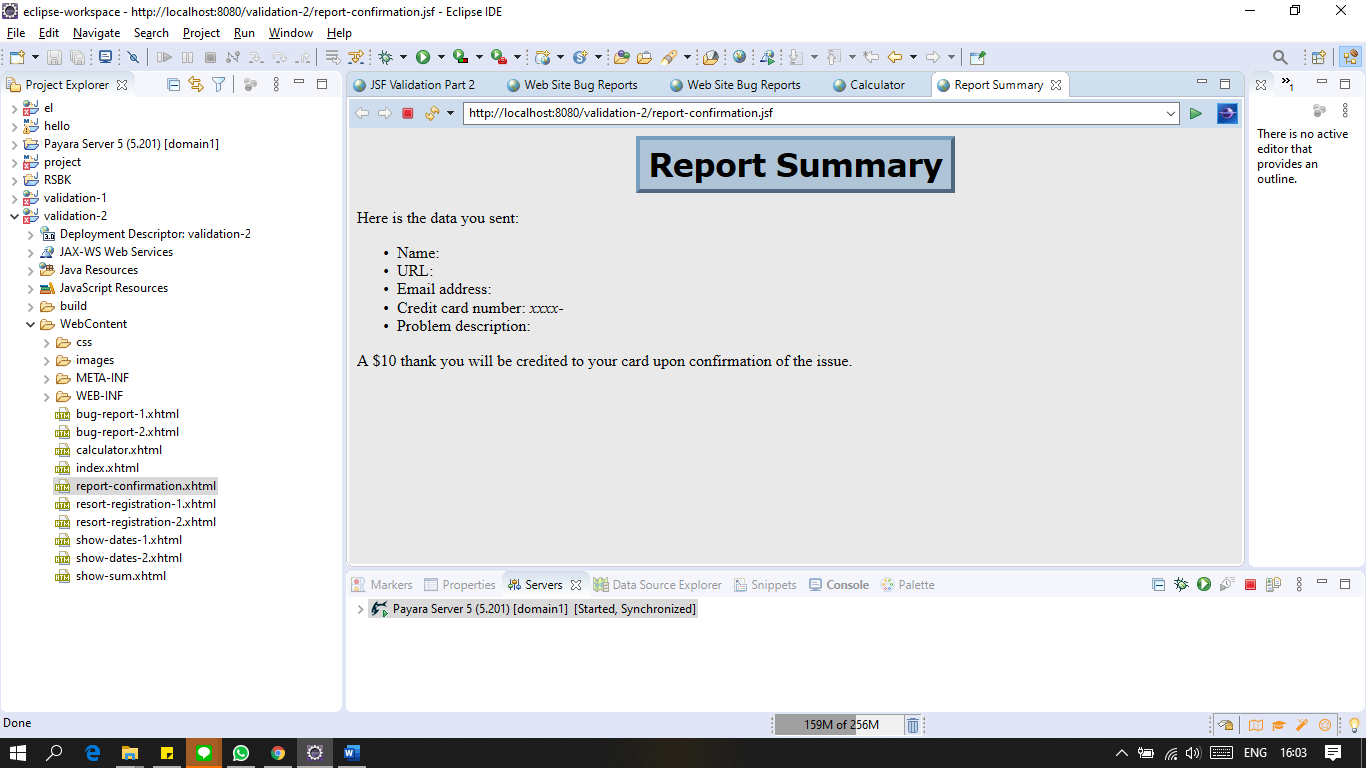 eclipse-workspace - http://localhost:8080/validation-2/report-confirmation.jsf - Eclipse IDE
File Edit Navigate Search Project Run Window Help
Project Explorer
el
hello
Payara Server 5 (5.201) [domain1]
project
RSBK
validation-1
validation-2
Deployment Descriptor: validation-2
3.0
JAX-WS Web Services
Java Resources
JavaScript Resources
build
WebContent
css
images
META-INF
WEB-INF
bug-report-1.xhtml
bug-report-2.xhtml
calculator.xhtml
index.xhtml
report-confirmation.xhtml
resort-registration-1.xhtml
resort-registration-2.xhtml
show-dates-1.xhtml
show-dates-2.xhtml
show-sum.xhtml
JSF Validation Part 2 Web Site Bug Reports Web Site Bug Reports Calculator Report Summary
http://localhost:8080/validation-2/report-confirmation.jsf
Report Summary
Here is the data you sent:
• Name:
• URL:
• Email address:
• Credit card number: xxxx-
• Problem description:
A $10 thank you will be credited to your card upon confirmation of the issue.
»1
There is no active
editor that
provides an
outline.
Markers Properties Servers Data Source Explorer Snippets Console Palette
Payara Server 5 (5.201) [domain1] [Started, Synchronized]
Done
159M of 256M
ENG 16:03